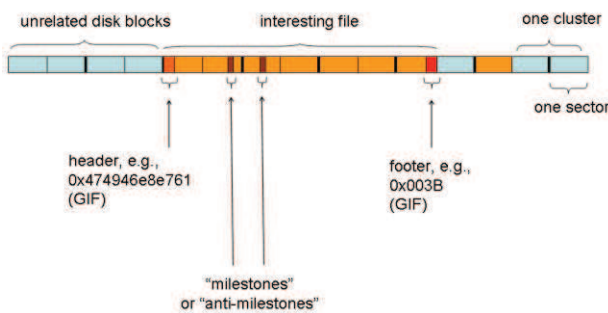 unrelated disk blocks
interesting file
one cluster
one sector
header, e.g.,
0x474946e8e761
(GIF)
footer, e.g.,
0x003B
(GIF)
"milestones"
or "anti-milestones"